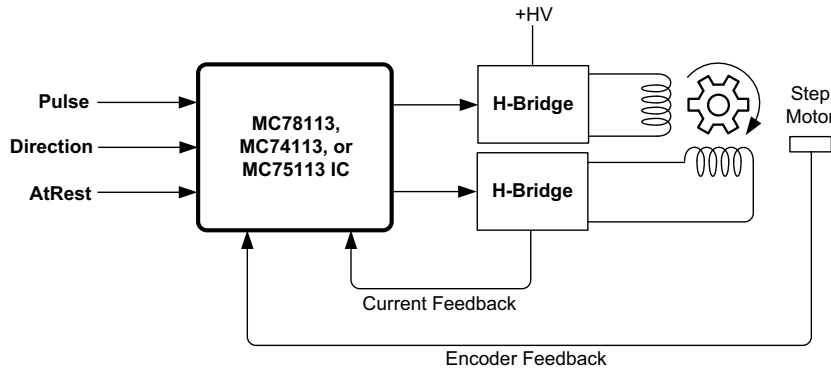 +HV
Pulse
Direction
AtRest
MC78113,
MC74113, or
MC75113 IC
H-Bridge
H-Bridge
Step
Motor
Current Feedback
Encoder Feedback